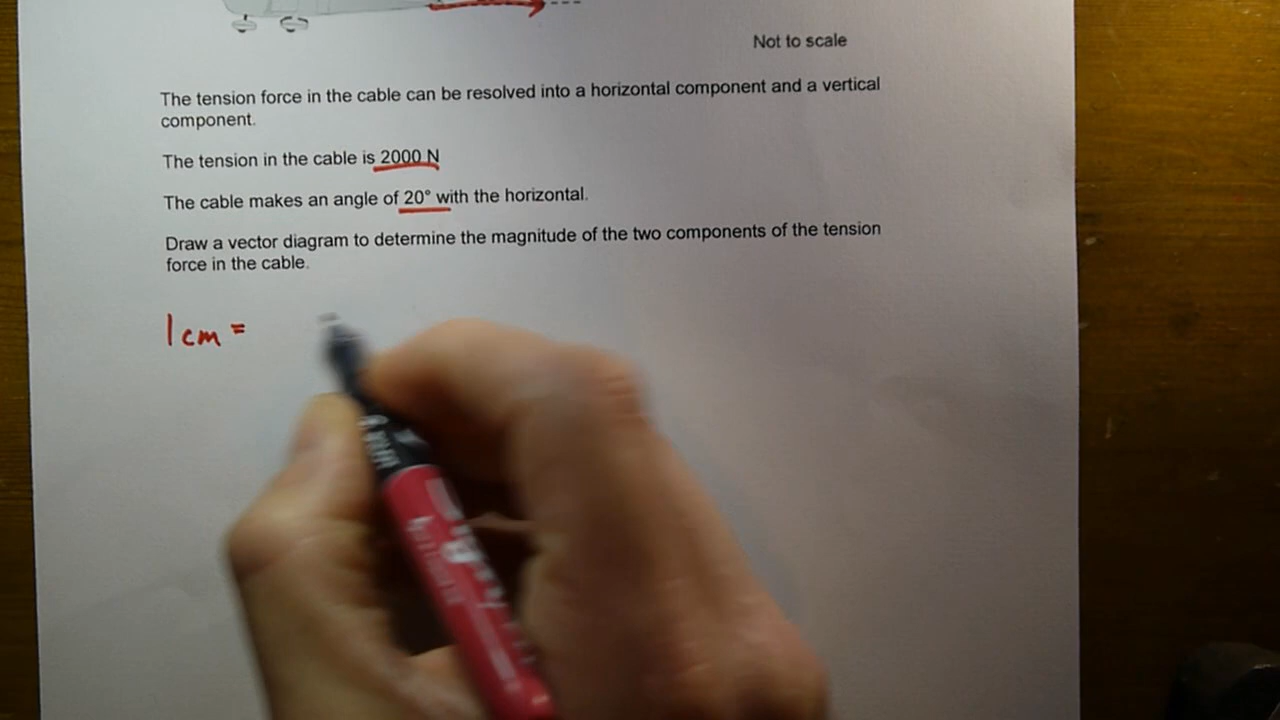 Not to scale
The tension force in the cable can be resolved into a horizontal component and a vertical
component.
The tension in the cable is 2000 N
The cable makes an angle of 20° with the horizontal.
Draw a vector diagram to determine the magnitude of the two components of the tension
force in the cable.
1cm =